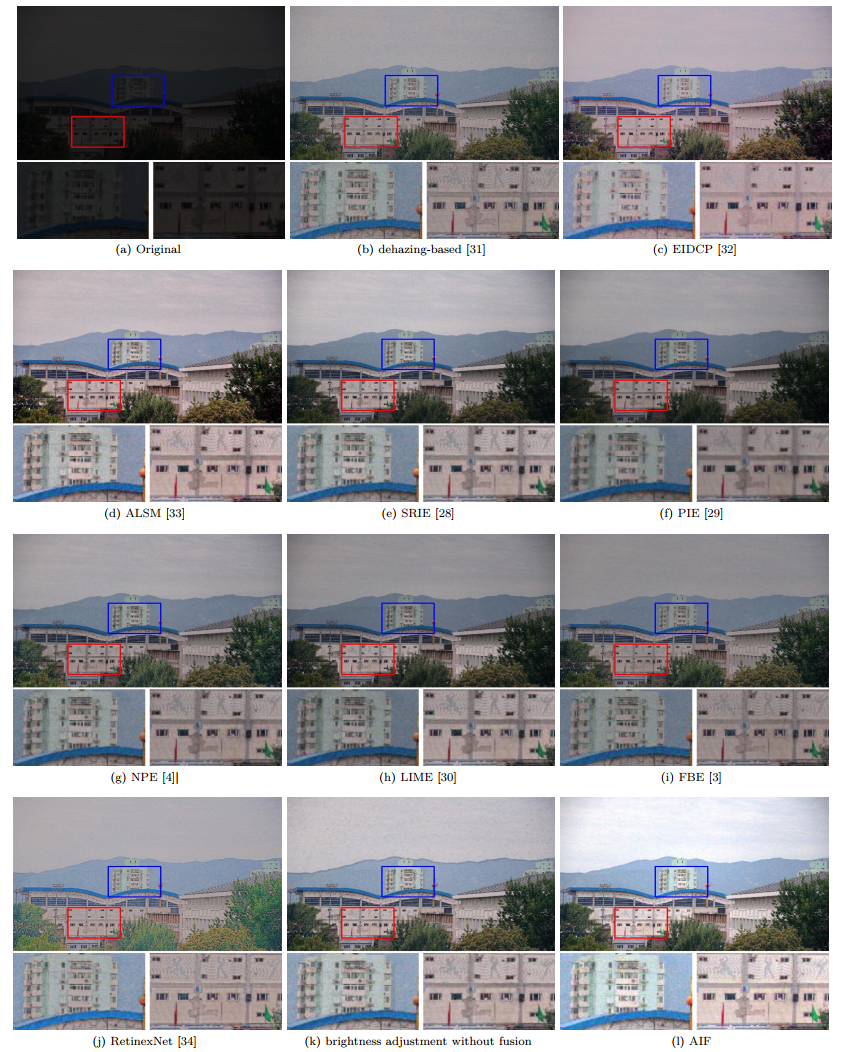 (a) Original
(b) dehazing-based [31]
(c) EIDCP [32]
(d) ALSM [33]
(e) SRIE [28]
(f) PIE [29]
(g) NPE [4]|
(h) LIME [30]
(i) FBE [3]
(j) RetinexNet [34]
(k) brightness adjustment without fusion
(l) AIF